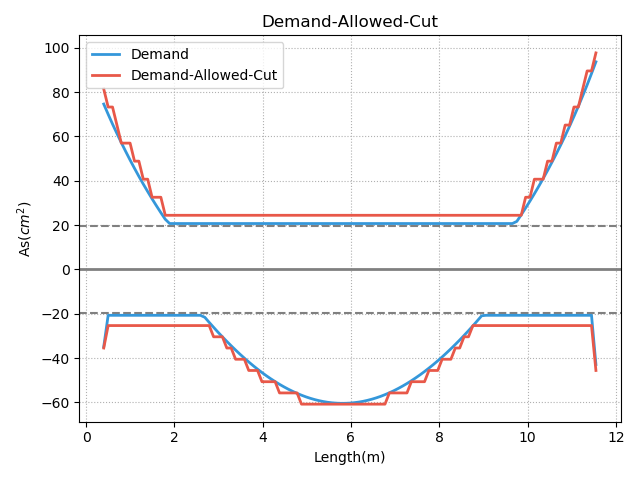 Demand-Allowed-Cut
Demand
Demand-Allowed-Cut
As(cm²)
100
80
60
40
20
0
−20
−40
−60
0 2 4 6 8 10 12
Length(m)